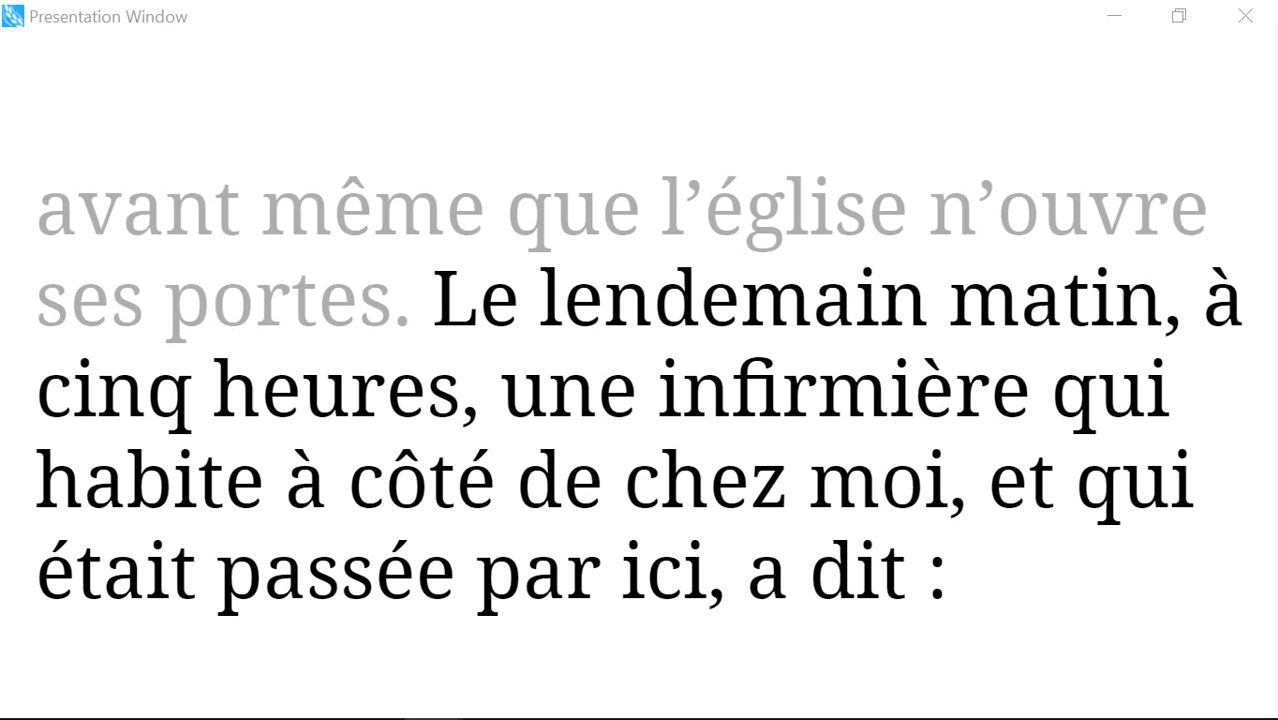 Presentation Window
avant même que l’église n’ouvre
ses portes. Le lendemain matin, à
cinq heures, une infirmière qui
habite à côté de chez moi, et qui
était passée par ici, a dit :